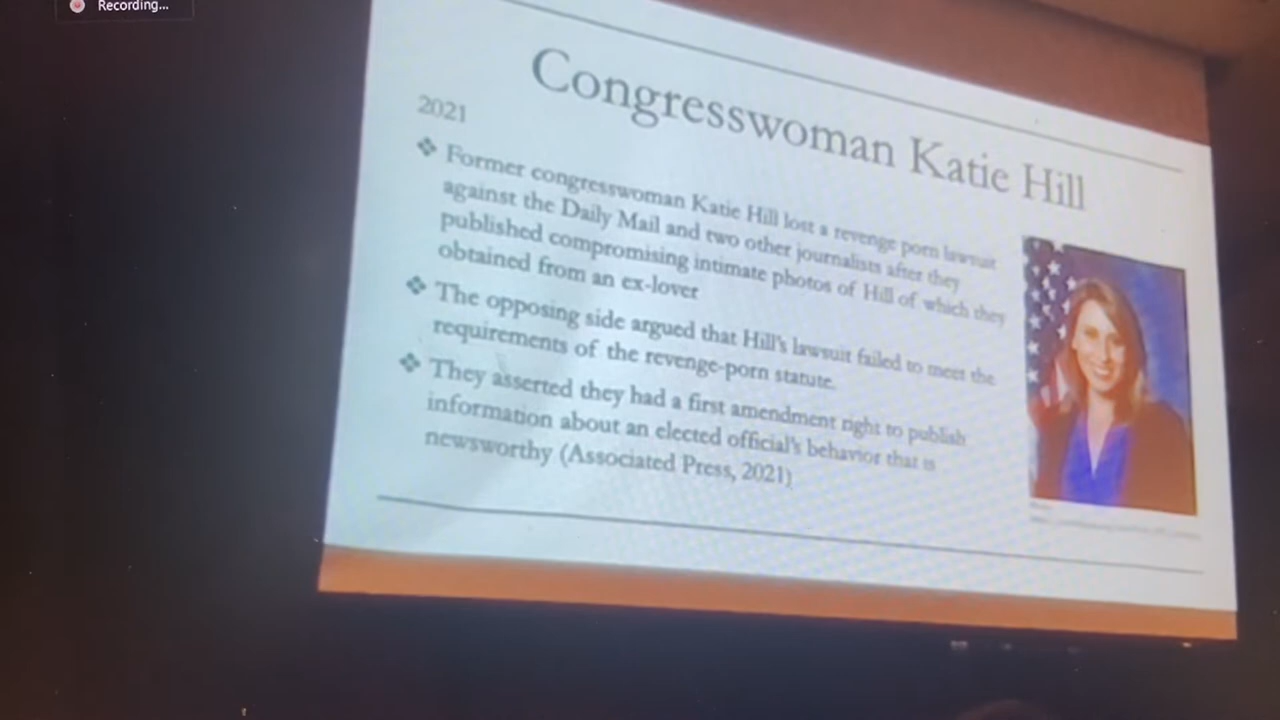 Recording...
Congresswoman Katie Hill
2021
Former congresswoman Katie Hill lost a revenge porn lawsuit
against the Daily Mail and two other journalists after they
published compromising intimate photos of Hill of which they
obtained from an ex-lover
The opposing side argued that Hill's lawsuit failed to meet the
requirements of the revenge-porn statute.
They asserted they had a first amendment right to publish
information about an elected official's behavior that is
newsworthy (Associated Press, 2021)